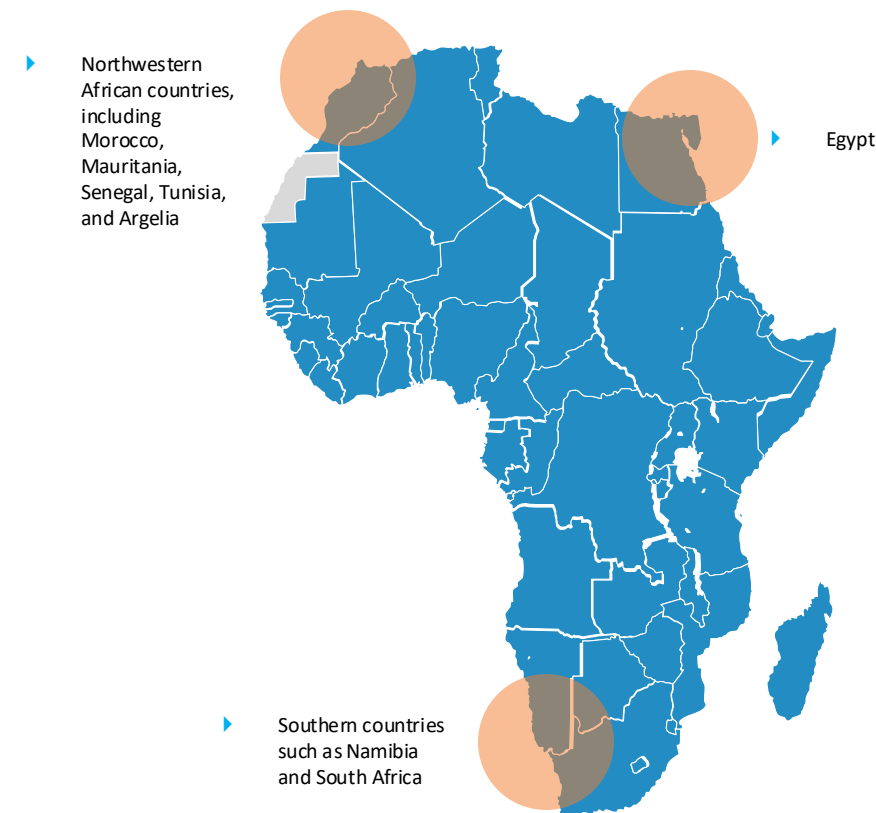 Northwestern
African countries,
including
Morocco,
Mauritania,
Senegal, Tunisia,
and Argelia
Egypt
Southern countries
such as Namibia
and South Africa